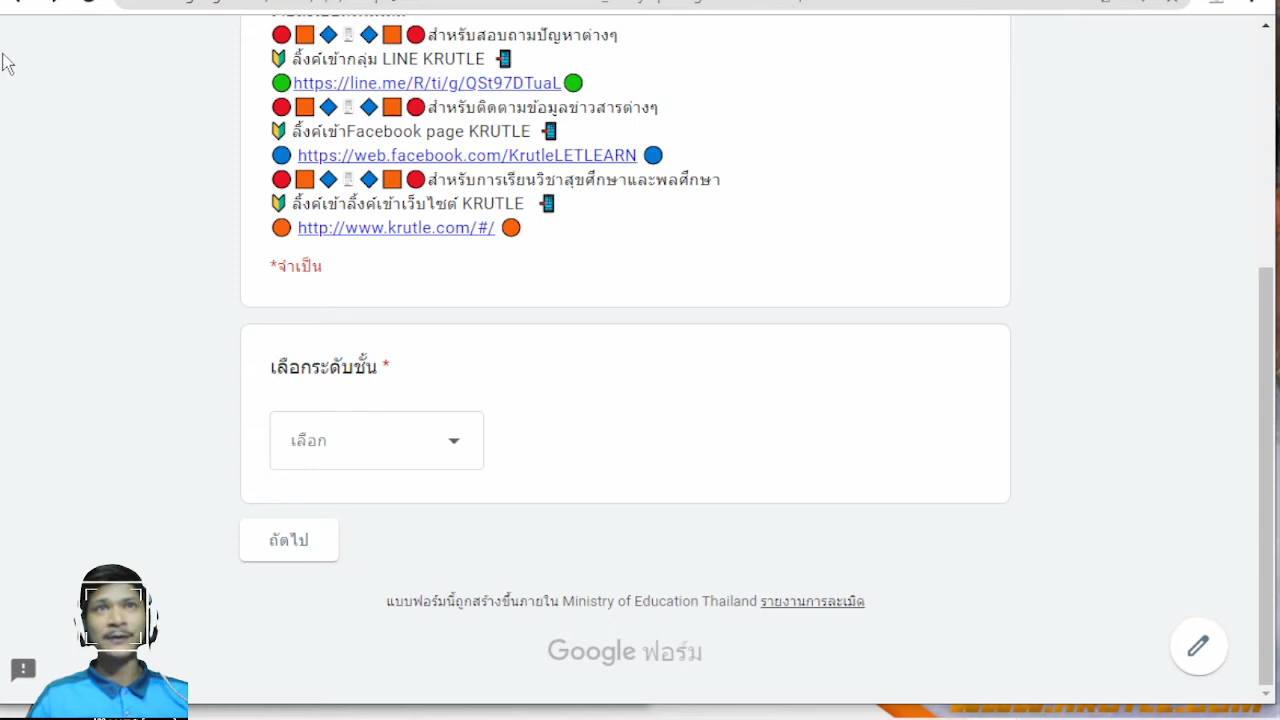 สำหรับสอบถามปัญหาต่างๆ
ลิ้งค์เข้ากลุ่ม LINE KRUTLE
https://line.me/R/ti/g/QSt97DTuaL
สำหรับติดตามข้อมูลข่าวสารต่างๆ
ลิ้งค์เข้าFacebook page KRUTLE
https://web.facebook.com/KrutleLETLEARN
สำหรับการเรียนวิชาสุขศึกษาและพลศึกษา
ลิ้งค์เข้าลิ้งค์เข้าเว็บไซต์ KRUTLE
http://www.krutle.com/#/
*จำเป็น
เลือกระดับชั้น *
เลือก
ถัดไป
แบบฟอร์มนี้ถูกสร้างขึ้นภายใน Ministry of Education Thailand รายงานการละเมิด
Google ฟอร์ม